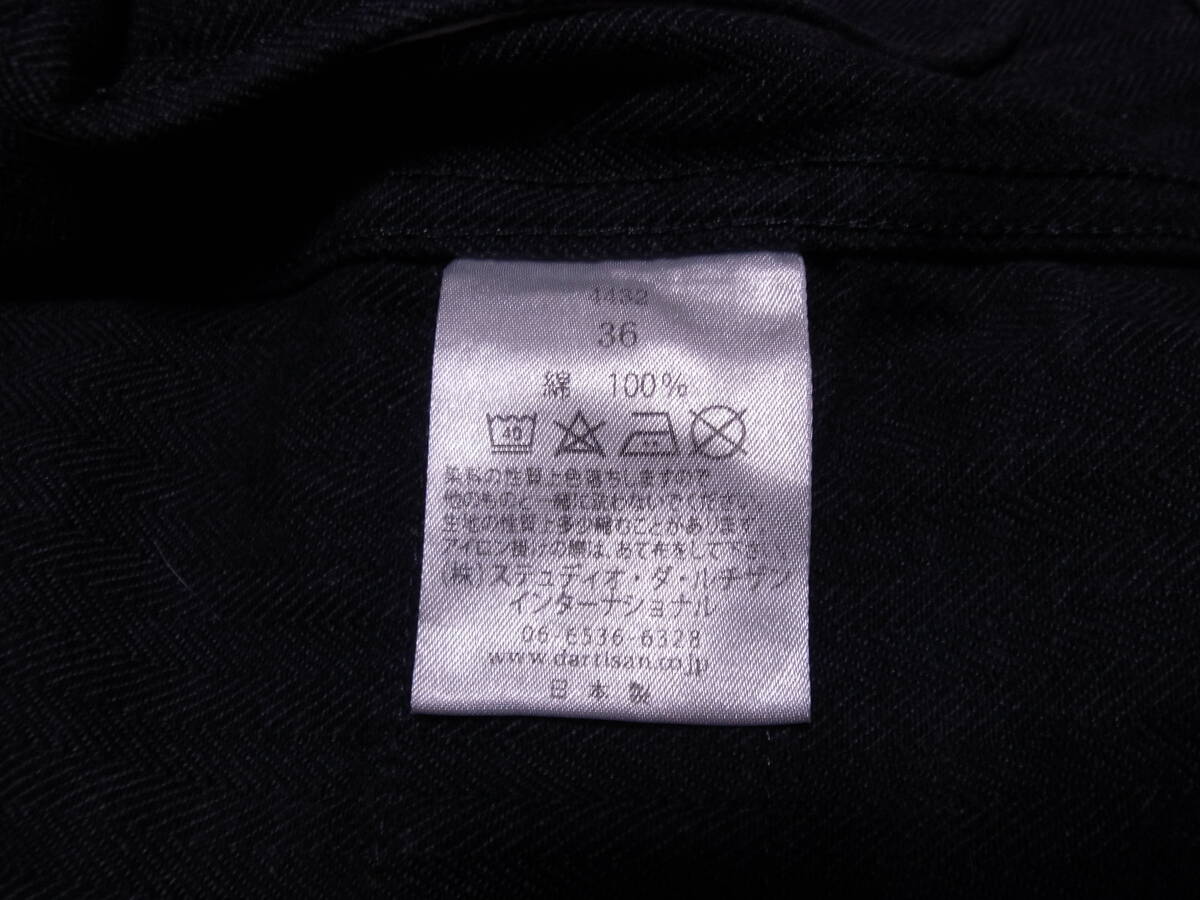 4432
36
綿 100%
40
染料の性質上色落ちしますので
他のものと一緒に洗わないでください。
生地の性質上多少縮むことがあります。
アイロン掛けの際は、あて布をして下さい。
(株)ステュディオ・ダ・ルチザン
インターナショナル
06-6536-6328
www.dartisan.co.jp
日本製